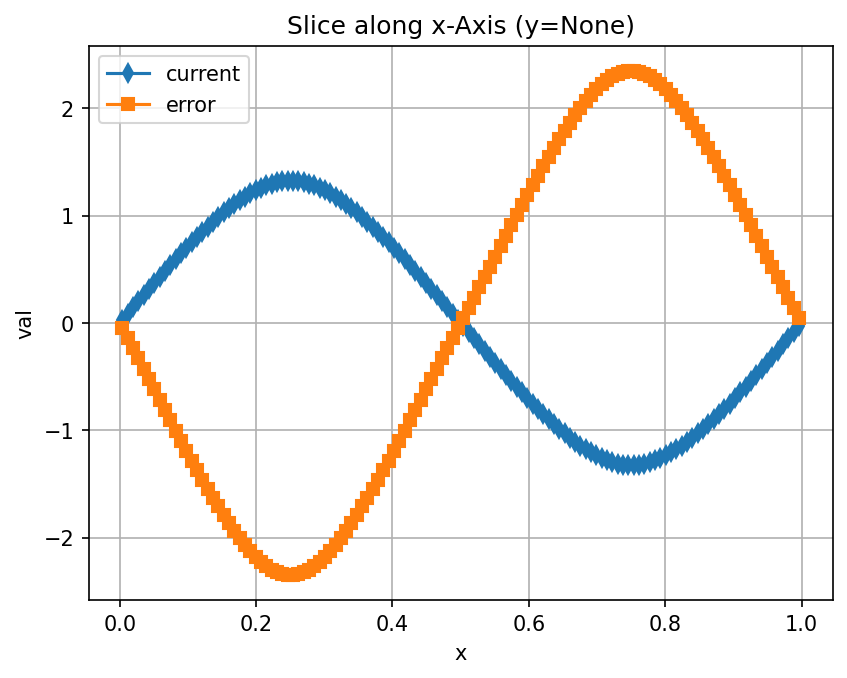 Slice along x-Axis (y=None)
current
error
val
2
1
0
−1
−2
0.0 0.2 0.4 0.6 0.8 1.0
x